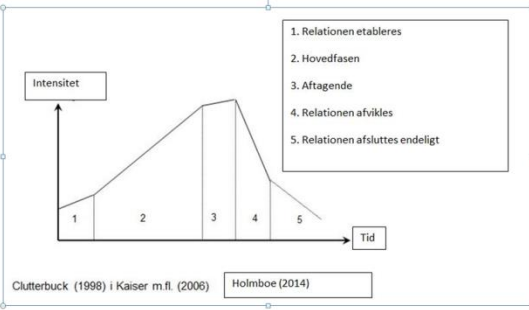 1. Relationen etableres
2. Hovedfasen
3. Aftagende
4. Relationen afvikles
5. Relationen afsluttes endeligt
Intensitet
1 2 3 4 5
Tid
Clutterbuck (1998) i Kaiser m.fl. (2006)
Holmboe (2014)